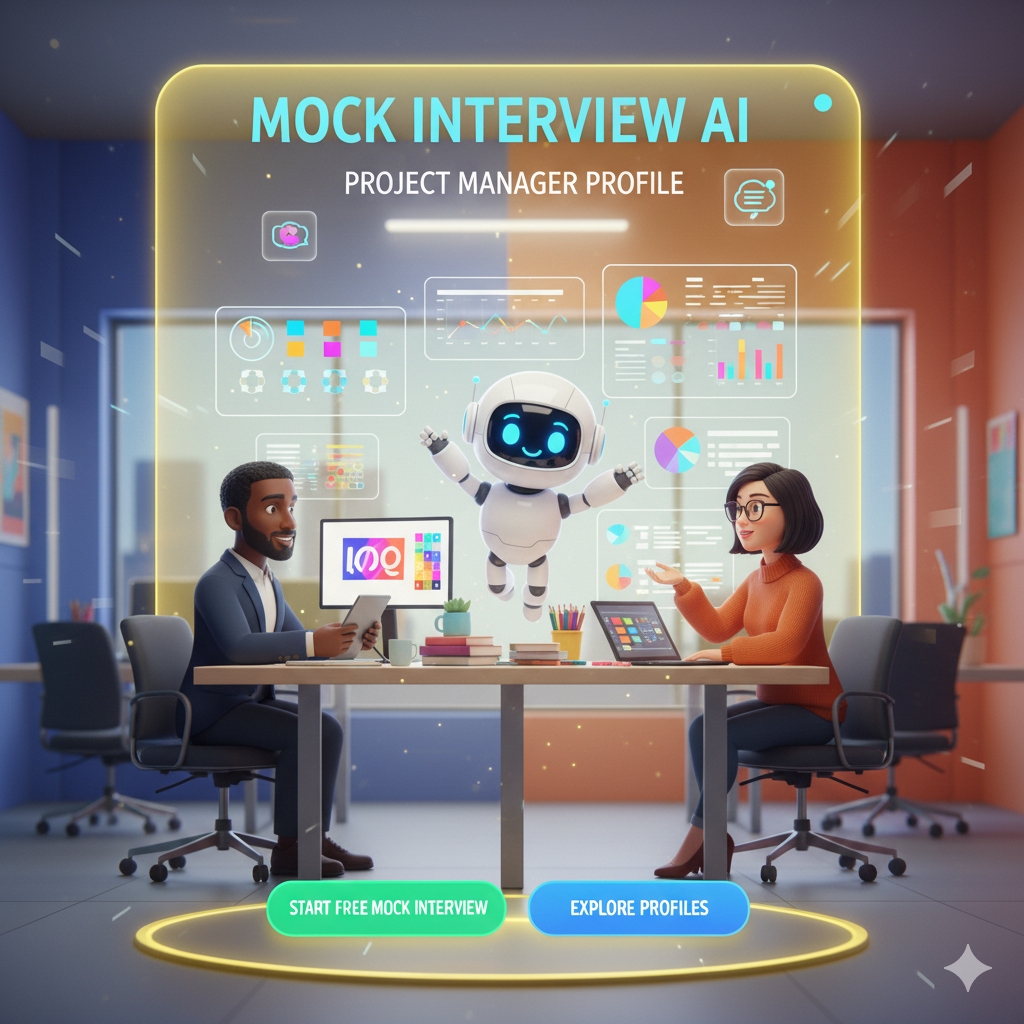 MOCK INTERVIEW AI
PROJECT MANAGER PROFILE
START FREE MOCK INTERVIEW
EXPLORE PROFILES